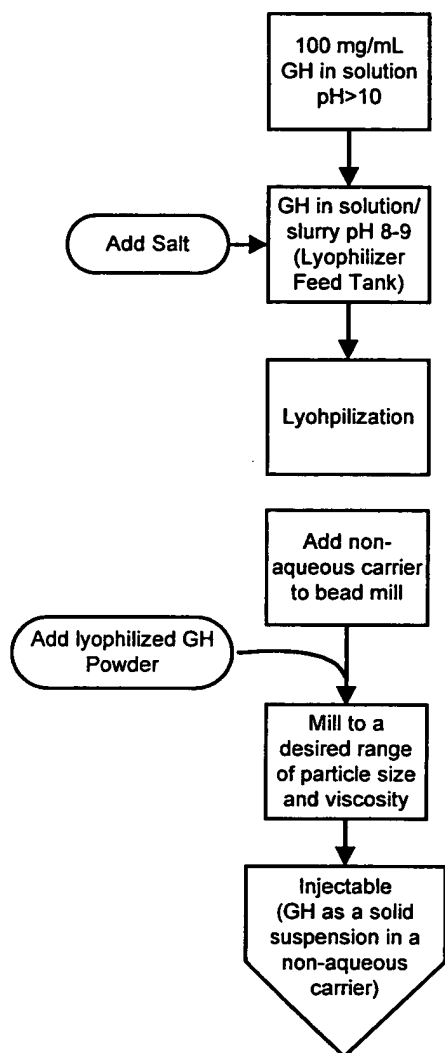 100 mg/mL
GH in solution
pH>10
GH in solution/
slurry pH 8-9
(Lyophilizer
Feed Tank)
Add Salt
Lyohpilization
Add non-
aqueous carrier
to bead mill
Add lyophilized GH
Powder
Mill to a
desired range
of particle size
and viscosity
Injectable
(GH as a solid
suspension in a
non-aqueous
carrier)